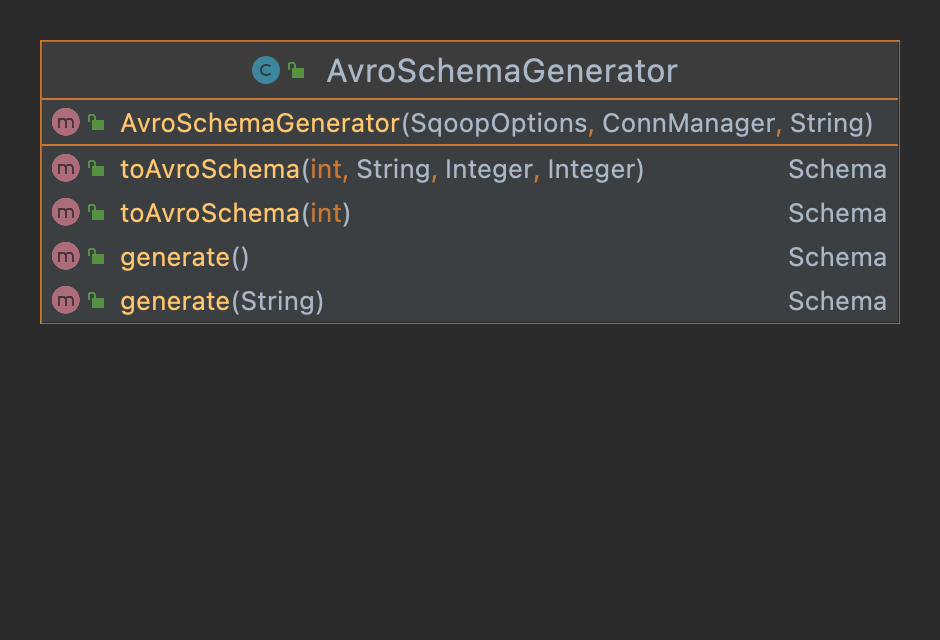 C AvroSchemaGenerator
m AvroSchemaGenerator(SqoopOptions, ConnManager, String)
m toAvroSchema(int, String, Integer, Integer) Schema
m toAvroSchema(int) Schema
m generate() Schema
m generate(String) Schema